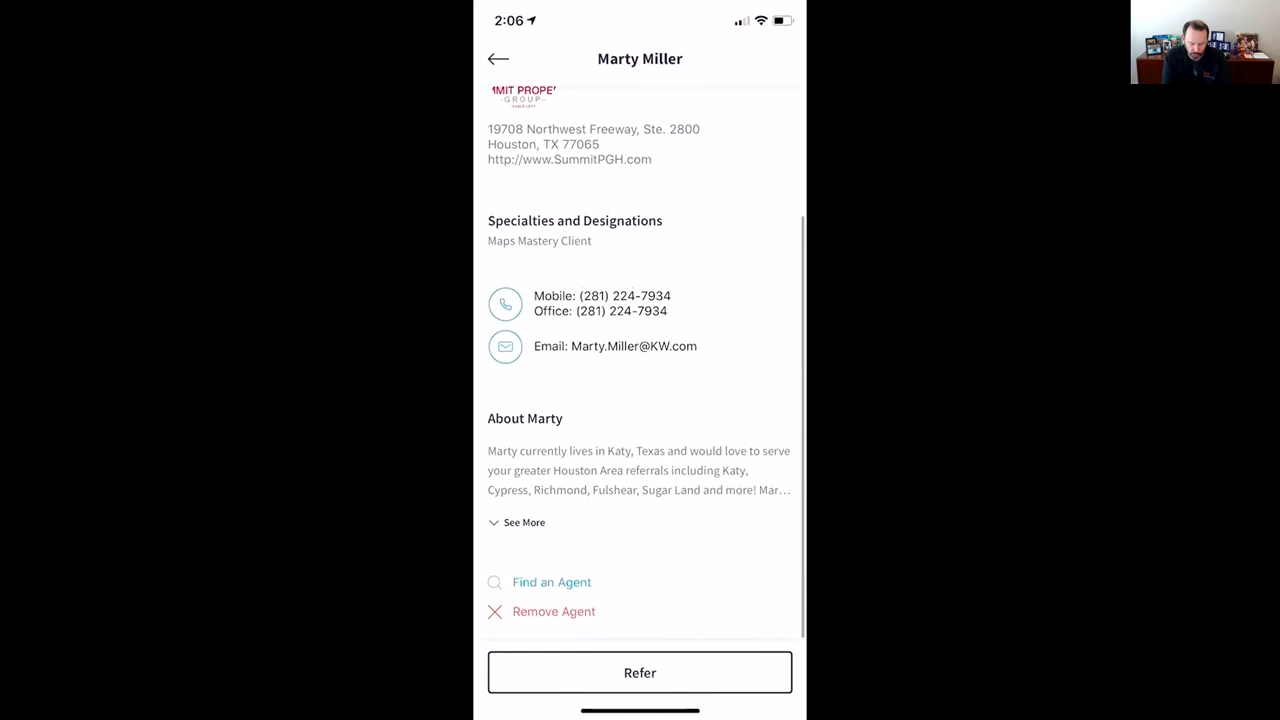 2:06
Marty Miller
MMIT PROPE
GROUP
19708 Northwest Freeway, Ste. 2800
Houston, TX 77065
http://www.SummitPGH.com
Specialties and Designations
Maps Mastery Client
Mobile: (281) 224-7934
Office: (281) 224-7934
Email: Marty.Miller@KW.com
About Marty
Marty currently lives in Katy, Texas and would love to serve
your greater Houston Area referrals including Katy,
Cypress, Richmond, Fulshear, Sugar Land and more! Mar…
See More
Find an Agent
Remove Agent
Refer